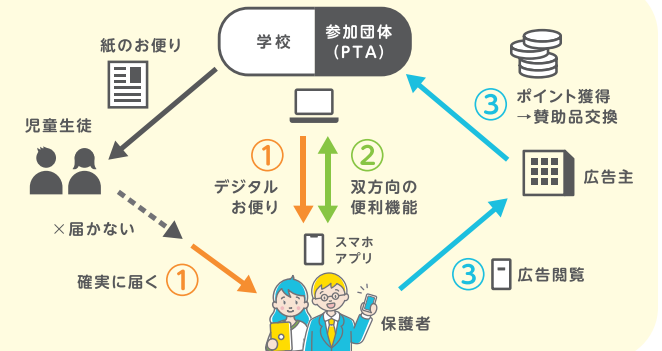 学校
参加団体
(PTA)
紙のお便り
児童生徒
×届かない
確実に届く ①
①
デジタル
お便り
②
双方向の
便利機能
スマホ
アプリ
保護者
③ ポイント獲得
→賛助品交換
広告主
③ 広告閲覧